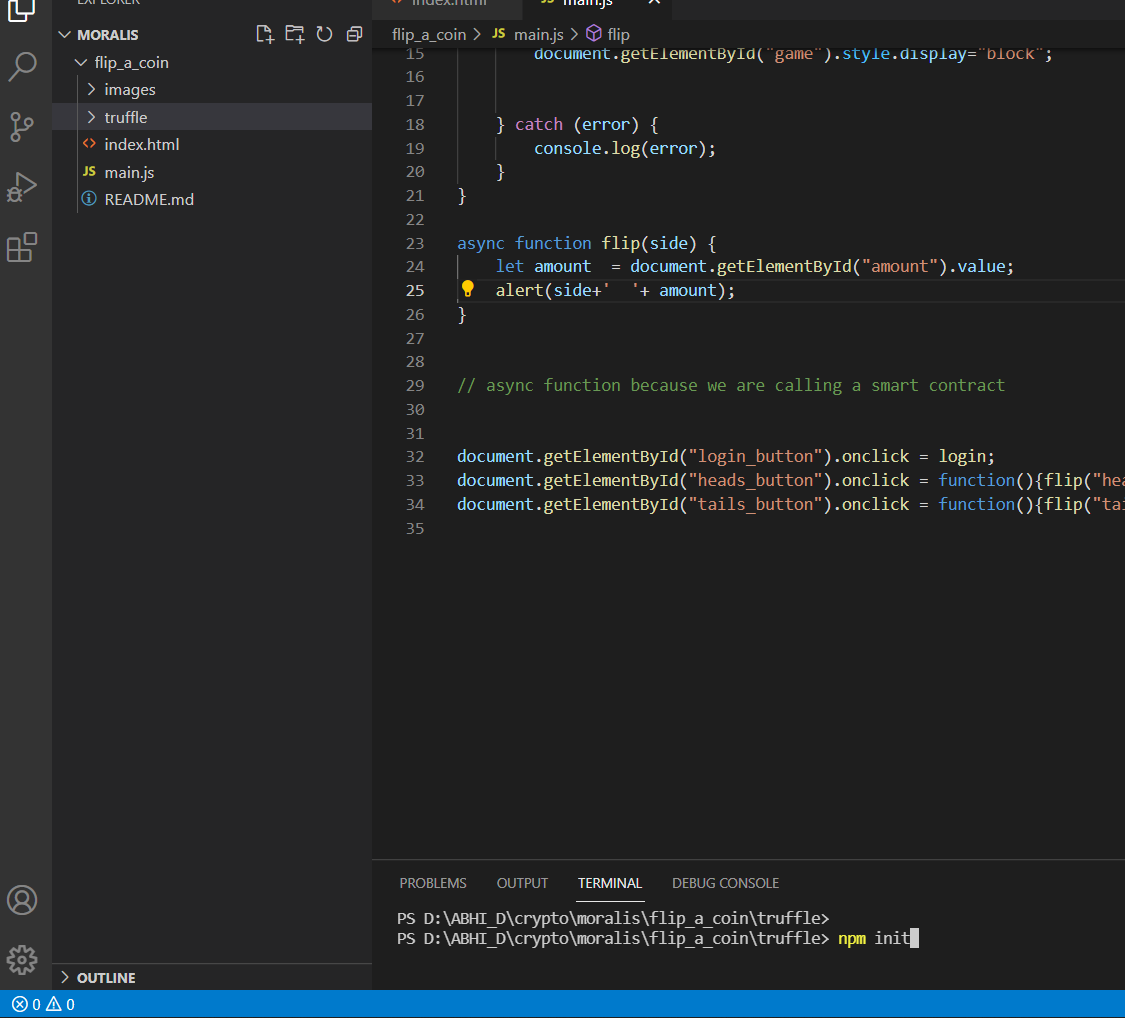 EXPLORER
MORALIS
flip_a_coin
images
truffle
index.html
JS main.js
README.md
OUTLINE
index.html
JS main.js
flip_a_coin > JS main.js > flip
15 document.getElementById("game").style.display="block";
16
17
18 } catch (error) {
19 console.log(error);
20 }
21 }
22
23 async function flip(side) {
24 let amount  = document.getElementById("amount").value;
25 alert(side+'  '+ amount);
26 }
27
28
29 // async function because we are calling a smart contract
30
31
32 document.getElementById("login_button").onclick = login;
33 document.getElementById("heads_button").onclick = function(){flip("hea
34 document.getElementById("tails_button").onclick = function(){flip("tai
35
PROBLEMS OUTPUT TERMINAL DEBUG CONSOLE
PS D:\ABHI_D\crypto\moralis\flip_a_coin\truffle>
PS D:\ABHI_D\crypto\moralis\flip_a_coin\truffle> npm init
0 0